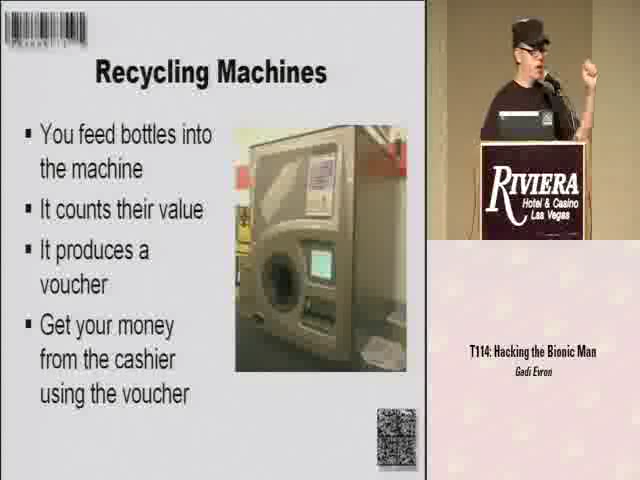 Recycling Machines
▪ You feed bottles into
the machine
▪ It counts their value
▪ It produces a
voucher
▪ Get your money
from the cashier
using the voucher
RIVIERA
Hotel & Casino
Las Vegas
T114: Hacking the Bionic Man
Gadi Evron